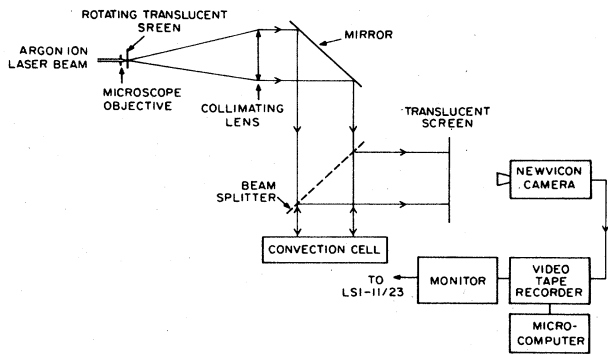 ROTATING TRANSLUCENT
SREEN
ARGON ION
LASER BEAM
MICROSCOPE
OBJECTIVE
COLLIMATING
LENS
MIRROR
TRANSLUCENT
SCREEN
BEAM
SPLITTER
CONVECTION CELL
NEWVICON
CAMERA
TO
LSI-11/23
MONITOR
VIDEO
TAPE
RECORDER
MICRO-
COMPUTER